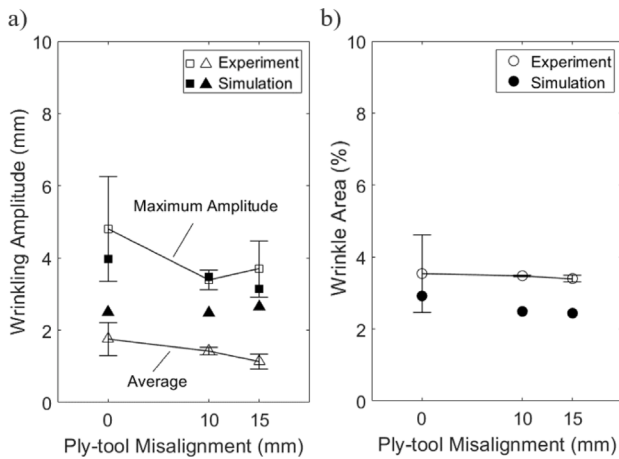 a)
10
8
6
4
2
0
Wrinkling Amplitude (mm)
Experiment
Simulation
Maximum Amplitude
Average
0 10 15
Ply-tool Misalignment (mm)
b)
10
8
6
4
2
0
Wrinkle Area (%)
Experiment
Simulation
0 10 15
Ply-tool Misalignment (mm)